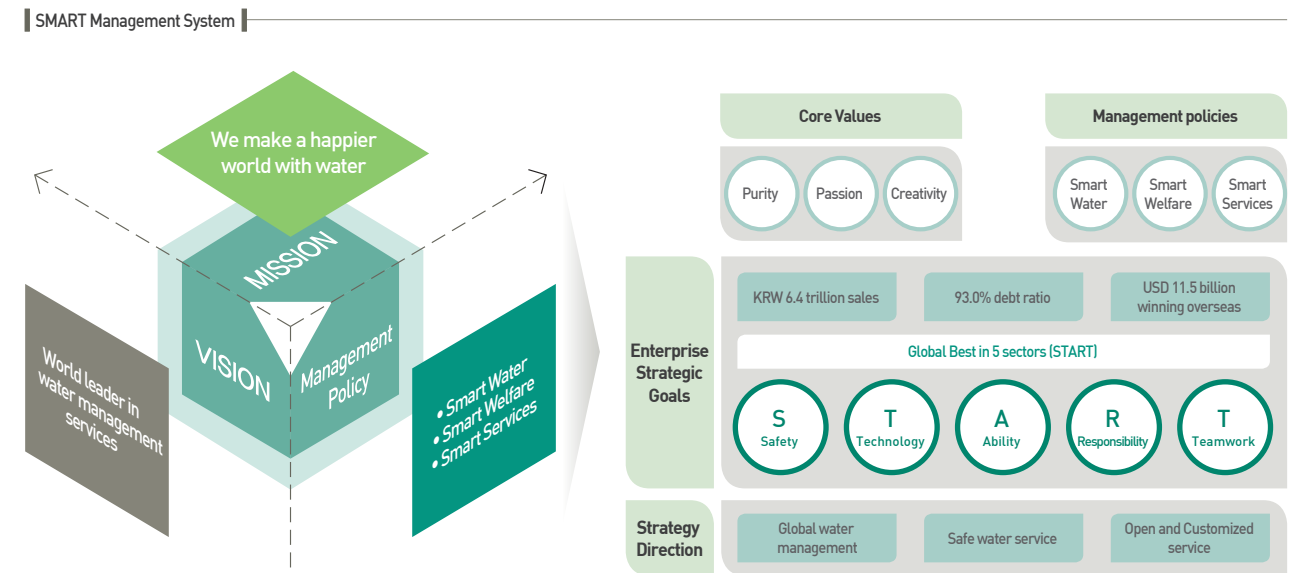 SMART Management System
We make a happier
world with water
MISSION
VISION
Management
Policy
World leader in
water management
services
• Smart Water
• Smart Welfare
• Smart Services
Core Values
Purity
Passion
Creativity
Management policies
Smart
Water
Smart
Welfare
Smart
Services
Enterprise
Strategic
Goals
KRW 6.4 trillion sales
93.0% debt ratio
USD 11.5 billion
winning overseas
Global Best in 5 sectors (START)
S
Safety
T
Technology
A
Ability
R
Responsibility
T
Teamwork
Strategy
Direction
Global water
management
Safe water service
Open and Customized
service